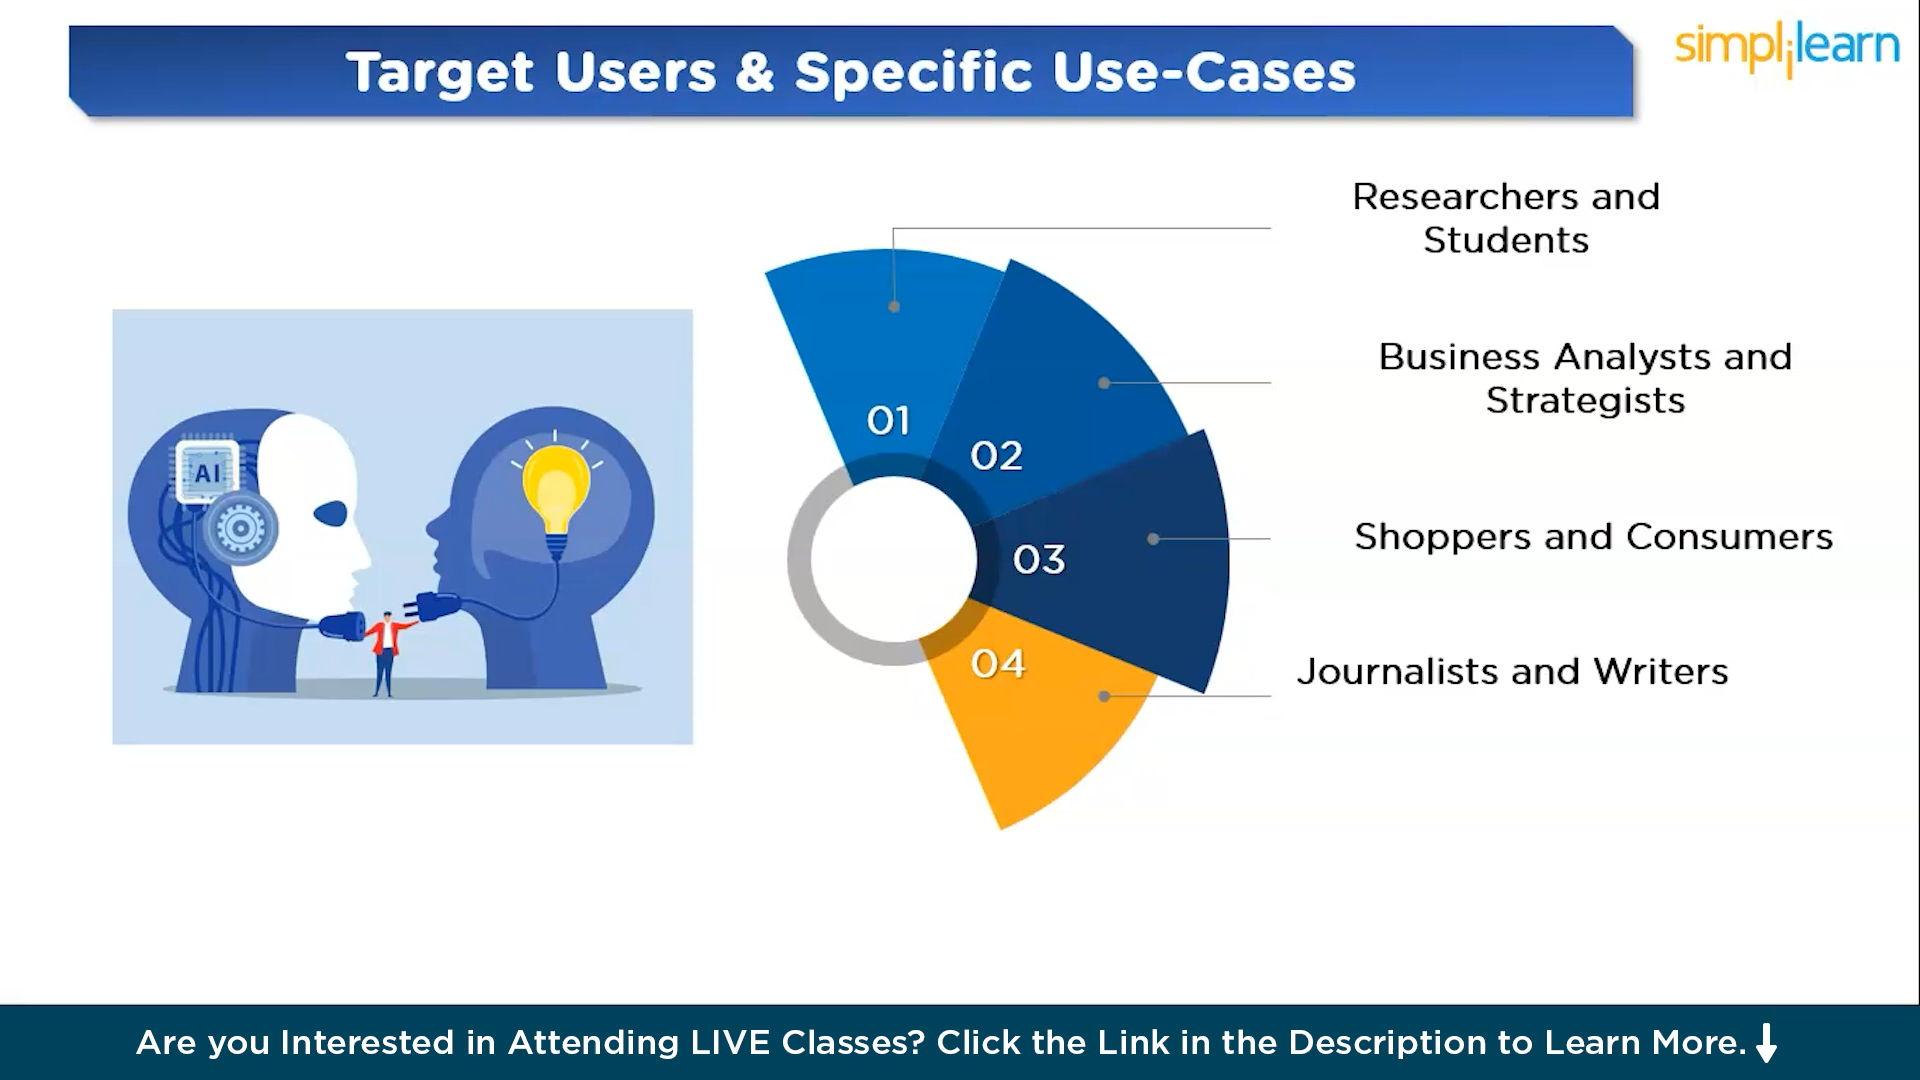 Target Users & Specific Use-Cases
simplilearn
Researchers and
Students
Business Analysts and
Strategists
Shoppers and Consumers
Journalists and Writers
01
02
03
04
AI
Are you Interested in Attending LIVE Classes? Click the Link in the Description to Learn More.